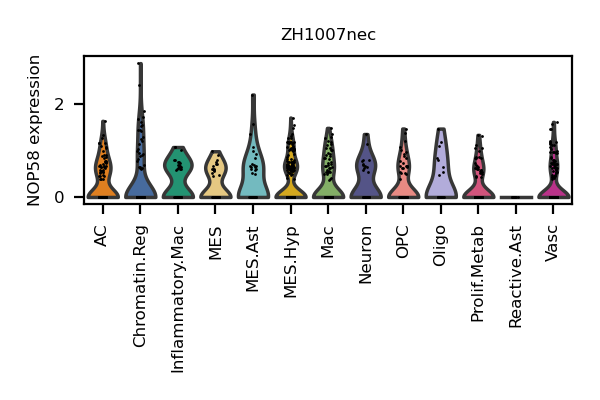 ZH1007nec
NOP58 expression
2
0
AC
Chromatin.Reg
Inflammatory.Mac
MES
MES.Ast
MES.Hyp
Mac
Neuron
OPC
Oligo
Prolif.Metab
Reactive.Ast
Vasc